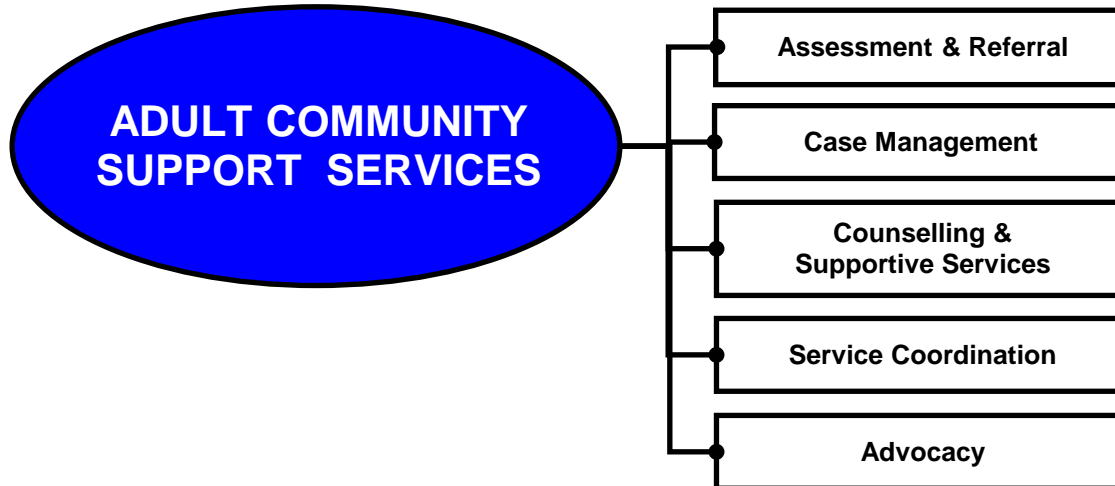 ADULT COMMUNITY
SUPPORT SERVICES
Assessment & Referral
Case Management
Counselling &
Supportive Services
Service Coordination
Advocacy